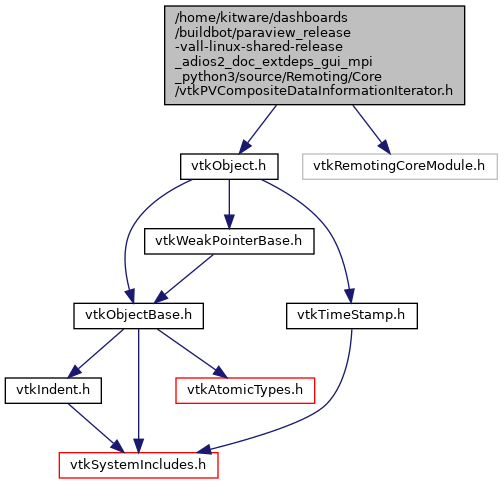 /home/kitware/dashboards
/buildbot/paraview_release
-vall-linux-shared-release
_adios2_doc_extdeps_gui_mpi
_python3/source/Remoting/Core
/vtkPVCompositeDataInformationIterator.h
vtkObject.h
vtkRemotingCoreModule.h
vtkWeakPointerBase.h
vtkObjectBase.h
vtkTimeStamp.h
vtkIndent.h
vtkAtomicTypes.h
vtkSystemIncludes.h